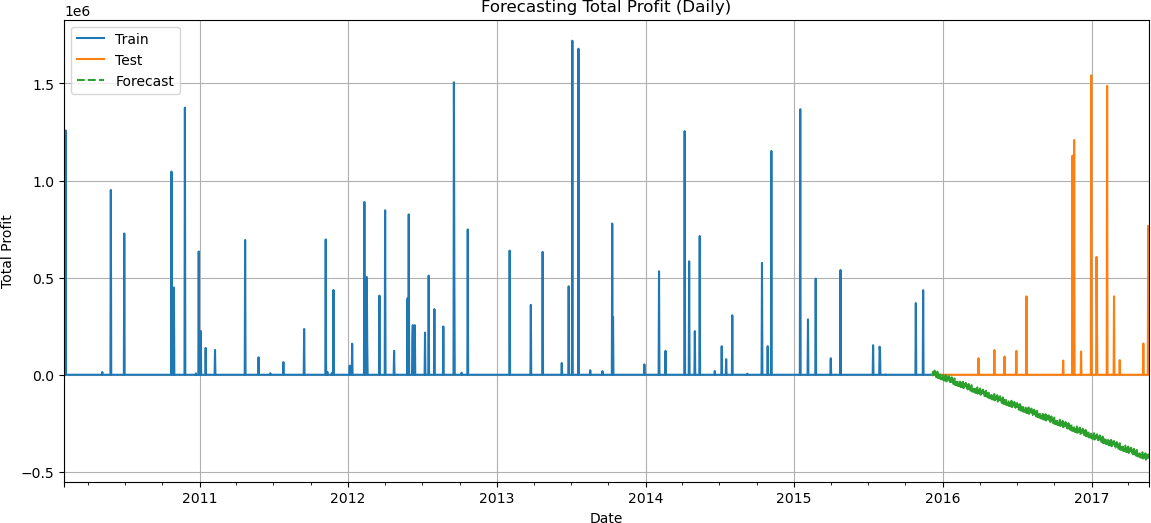 Forecasting Total Profit (Daily)
1e6
Train
Test
Forecast
1.5
1.0
0.5
0.0
−0.5
Total Profit
2011 2012 2013 2014 2015 2016 2017
Date